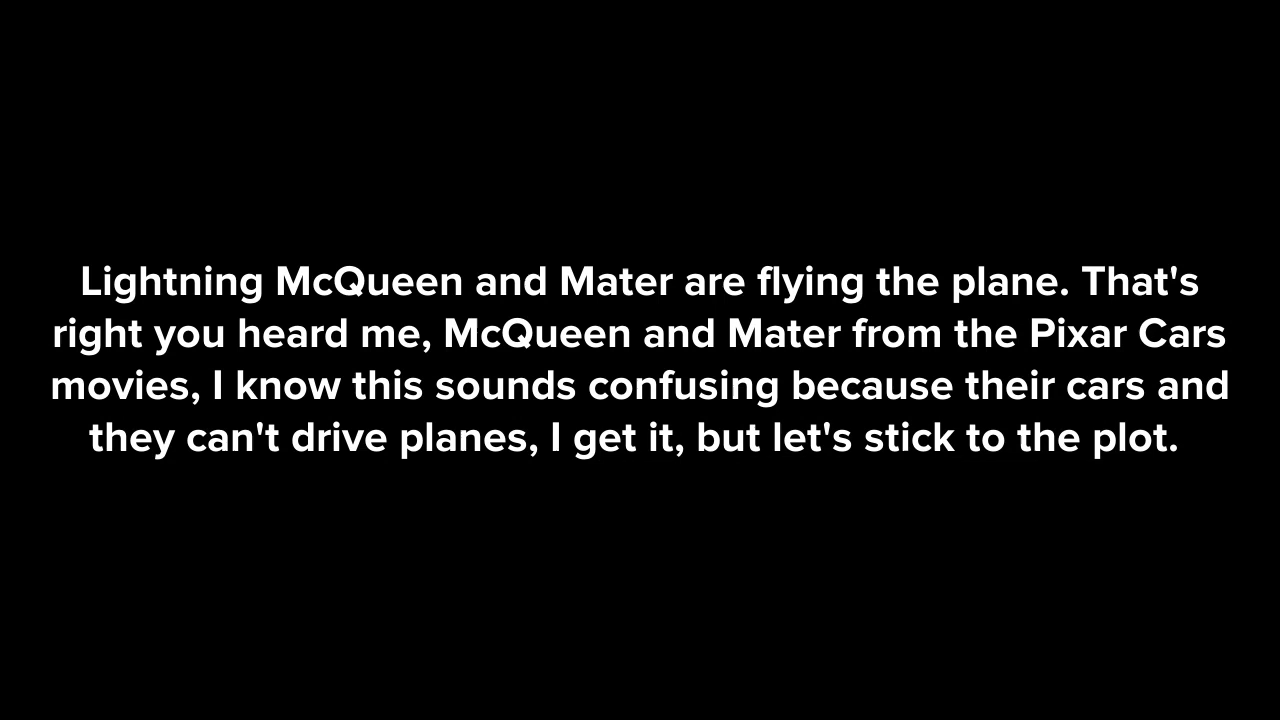 Lightning McQueen and Mater are flying the plane. That's
right you heard me, McQueen and Mater from the Pixar Cars
movies, I know this sounds confusing because their cars and
they can't drive planes, I get it, but let's stick to the plot.